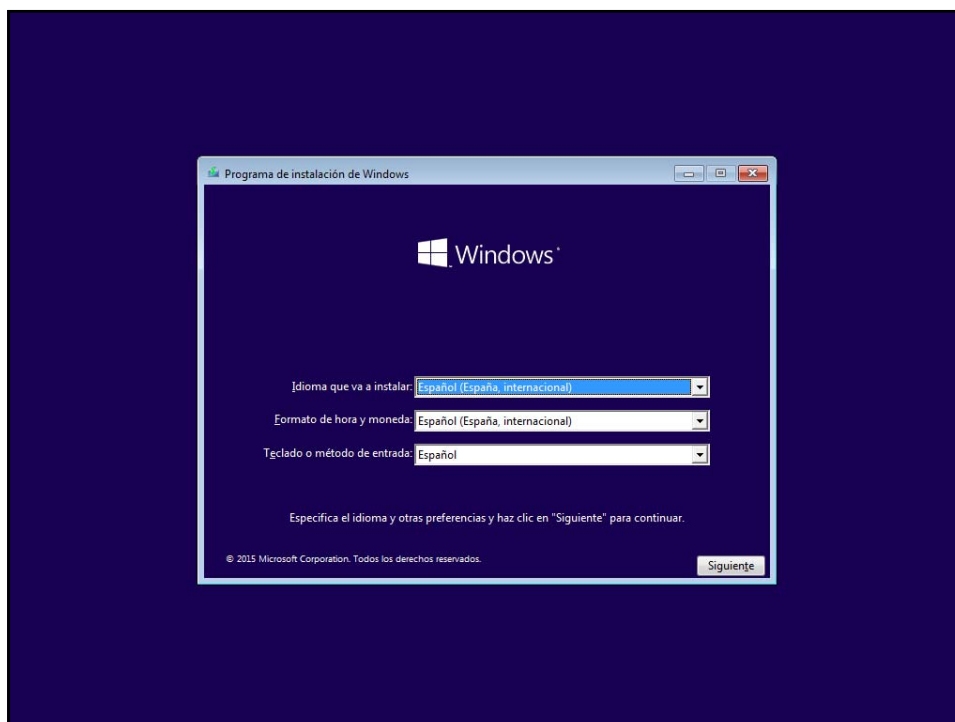 Programa de instalación de Windows
Windows
Idioma que va a instalar: Español (España, internacional)
Formato de hora y moneda: Español (España, internacional)
Teclado o método de entrada: Español
Especifica el idioma y otras preferencias y haz clic en "Siguiente" para continuar.
© 2015 Microsoft Corporation. Todos los derechos reservados.
Siguiente